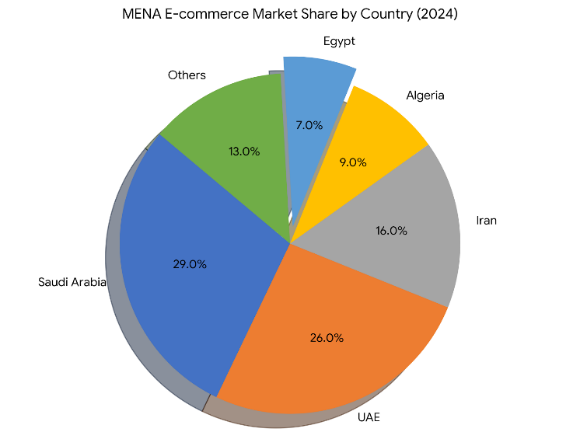 MENA E-commerce Market Share by Country (2024)
Egypt
Others
Algeria
7.0%
13.0%
9.0%
Iran
16.0%
29.0%
Saudi Arabia
26.0%
UAE